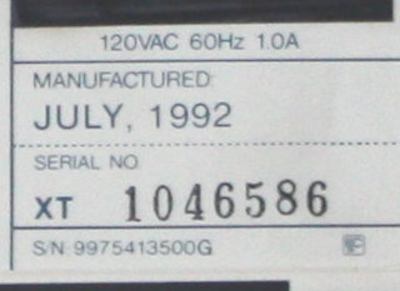 120VAC 60Hz 1.0A
MANUFACTURED:
JULY, 1992
SERIAL NO.
XT 1046586
S/N 9975413500G